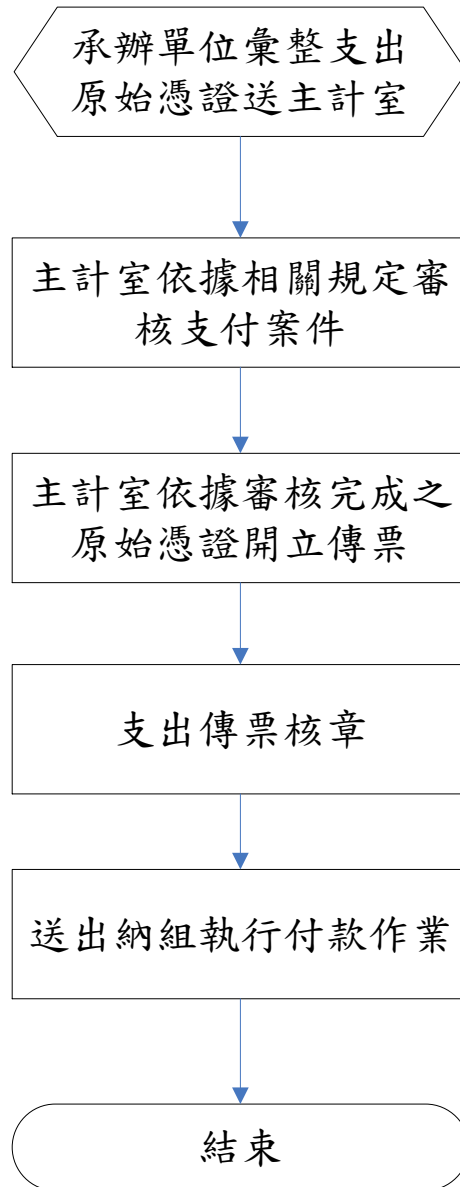 承辦單位彙整支出
原始憑證送主計室
主計室依據相關規定審
核支付案件
主計室依據審核完成之
原始憑證開立傳票
支出傳票核章
送出納組執行付款作業
結束